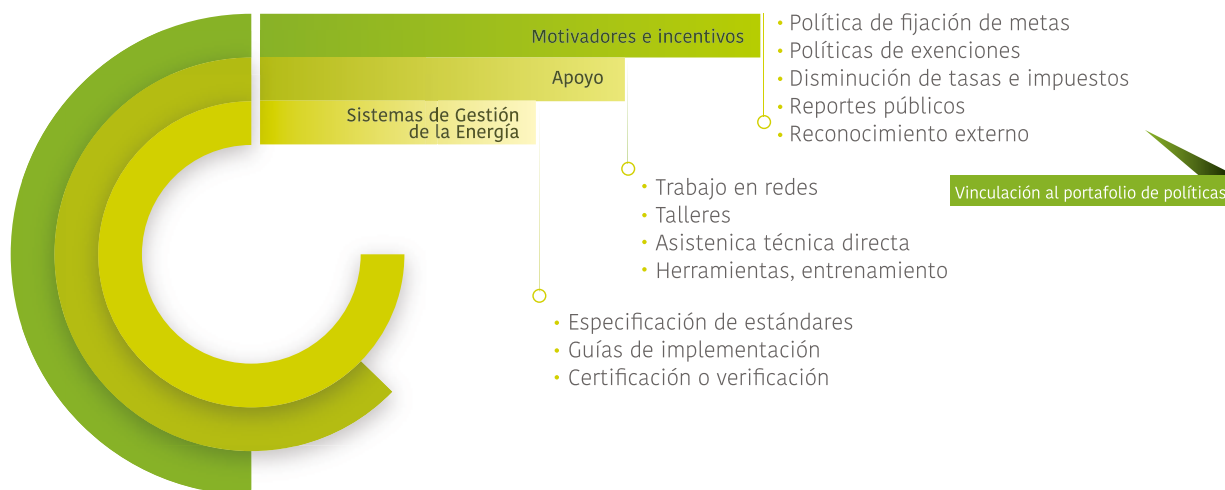 Motivadores e incentivos
• Política de fijación de metas
• Políticas de exenciones
• Disminución de tasas e impuestos
• Reportes públicos
• Reconocimiento externo
Apoyo
• Trabajo en redes
• Talleres
• Asistenica técnica directa
• Herramientas, entrenamiento
Sistemas de Gestión
de la Energía
• Especificación de estándares
• Guías de implementación
• Certificación o verificación
Vinculación al portafolio de políticas